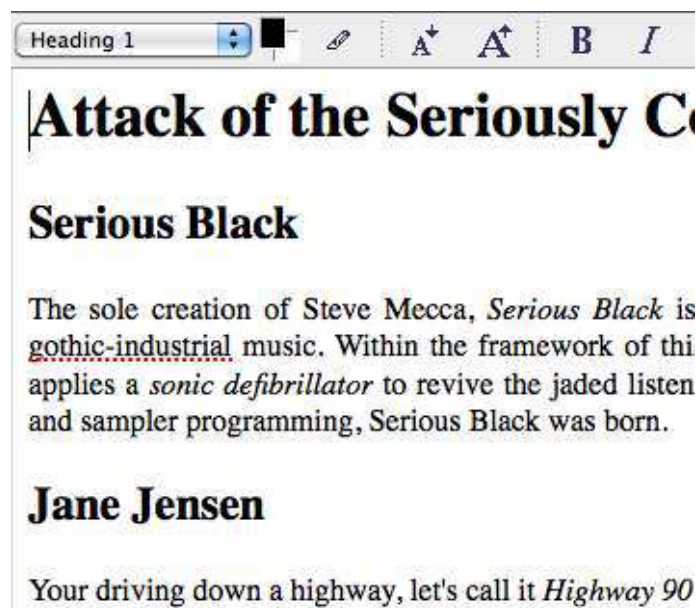 Heading 1
A A B I
Attack of the Seriously Co
Serious Black
The sole creation of Steve Mecca, Serious Black is
gothic-industrial music. Within the framework of this
applies a sonic defibrillator to revive the jaded listen
and sampler programming, Serious Black was born.
Jane Jensen
Your driving down a highway, let's call it Highway 90